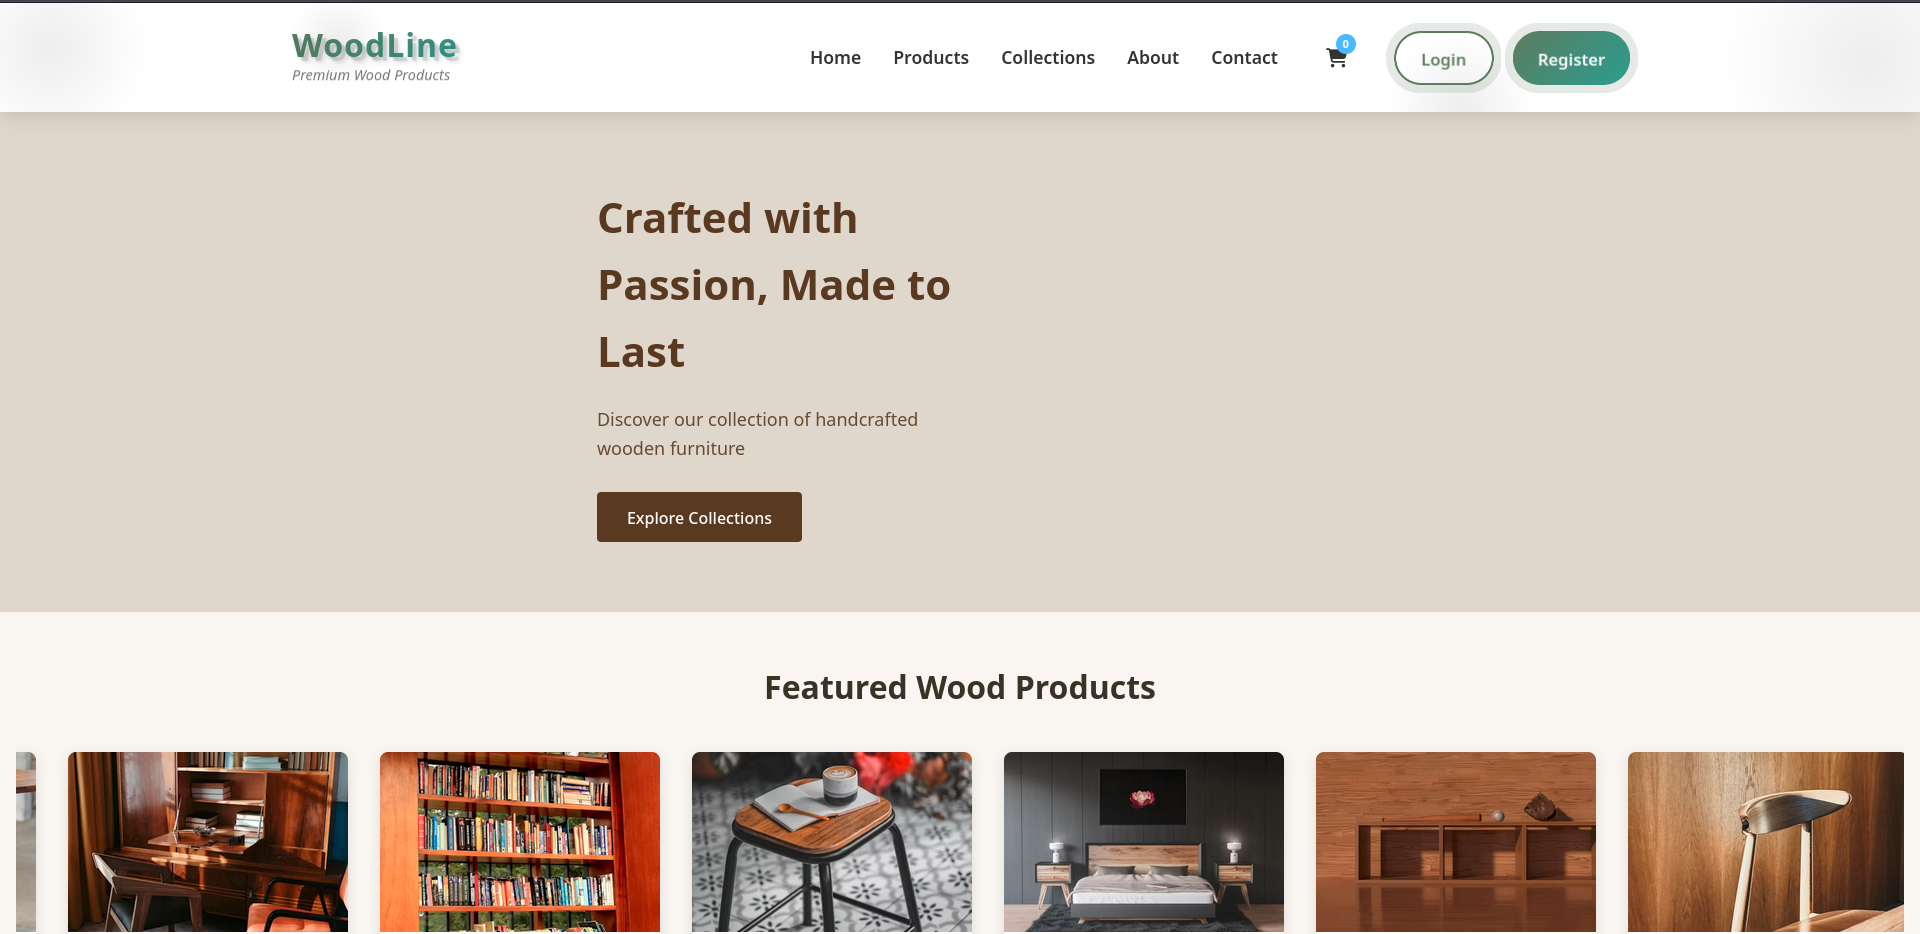 WoodLine
Premium Wood Products
Home
Products
Collections
About
Contact
0
Login
Register
Crafted with
Passion, Made to
Last
Discover our collection of handcrafted
wooden furniture
Explore Collections
Featured Wood Products